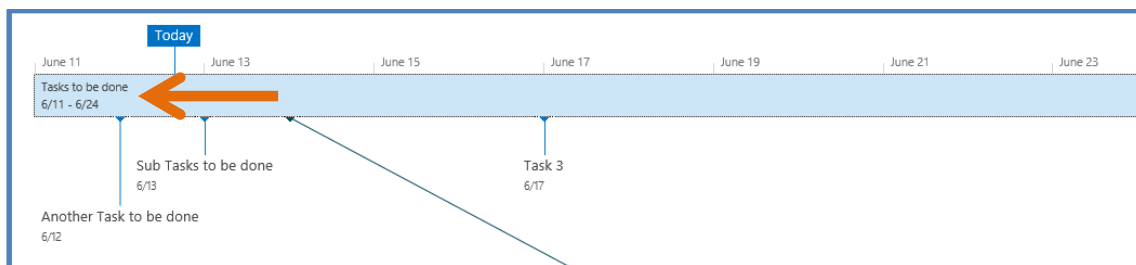 Today
June 11
June 13
June 15
June 17
June 19
June 21
June 23
Tasks to be done
6/11 - 6/24
Sub Tasks to be done
6/13
Task 3
6/17
Another Task to be done
6/12